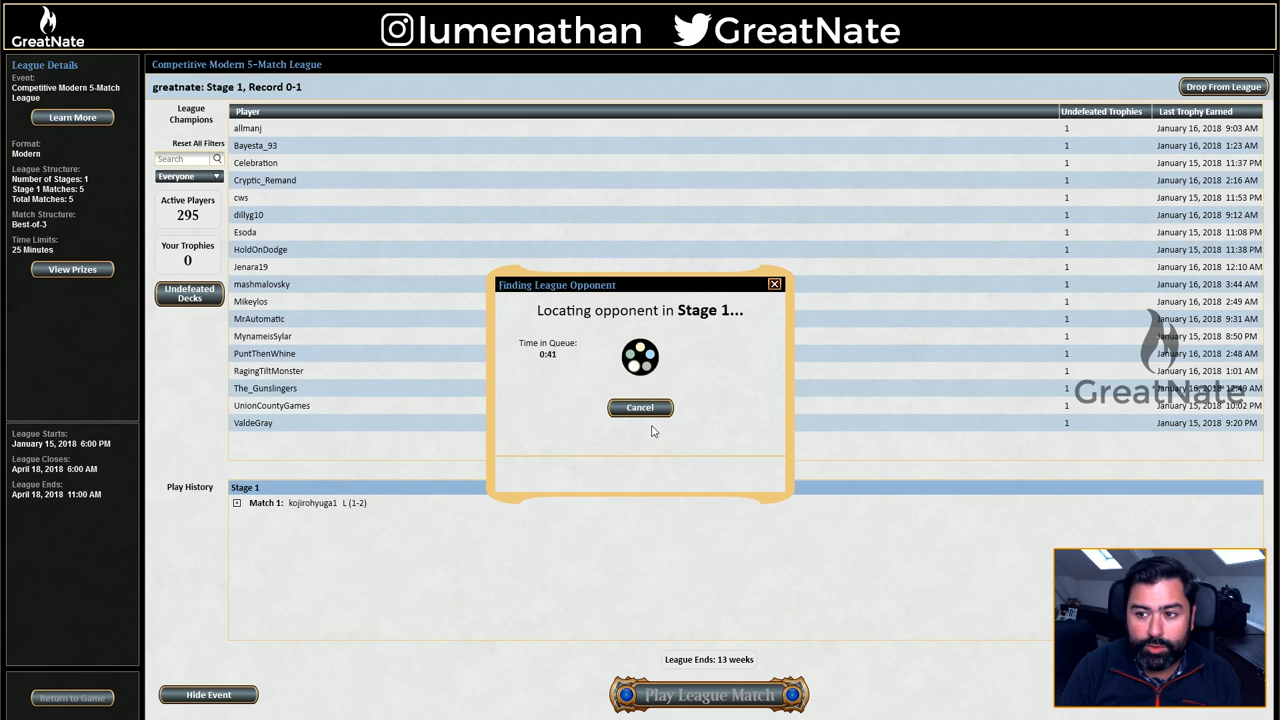 GreatNate
lumenathan GreatNate
League Details
Event:
Competitive Modern 5-Match
League
Learn More
Format:
Modern
League Structure:
Number of Stages: 1
Stage 1 Matches: 5
Total Matches: 5
Match Structure:
Best-of-3
Time Limits:
25 Minutes
View Prizes
League Starts:
January 15, 2018 6:00 PM
League Closes:
April 18, 2018 6:00 AM
League Ends:
April 18, 2018 11:00 AM
Return to Game
Competitive Modern 5-Match League
greatnate: Stage 1, Record 0-1
Drop From League
League
Champions
Reset All Filters
Search
Everyone
Active Players
295
Your Trophies
0
Undefeated
Decks
Player Undefeated Trophies Last Trophy Earned
allmanj 1 January 16, 2018 9:03 AM
Bayesta_93 1 January 16, 2018 1:23 AM
Celebration 1 January 15, 2018 11:37 PM
Cryptic_Remand 1 January 16, 2018 2:16 AM
cws 1 January 15, 2018 11:53 PM
dillyg10 1 January 16, 2018 9:12 AM
Esoda 1 January 15, 2018 11:08 PM
HoldOnDodge 1 January 15, 2018 11:38 PM
Jenara19 1 January 16, 2018 12:10 AM
mashmalovsky 1 January 16, 2018 3:44 AM
Mikeylos 1 January 16, 2018 2:49 AM
MrAutomatic 1 January 16, 2018 9:31 AM
MynameisSylar 1 January 15, 2018 8:50 PM
PuntThenWhine 1 January 16, 2018 2:48 AM
RagingTiltMonster 1 January 16, 2018 1:01 AM
The_Gunslingers 1 January 16, 2018 12:49 AM
UnionCountyGames 1 January 15, 2018 10:02 PM
ValdeGray 1 January 15, 2018 9:20 PM
GreatNate
Finding League Opponent
Locating opponent in Stage 1...
Time in Queue:
0:41
Cancel
Play History
Stage 1
Match 1: kojirohyuga1 L (1-2)
League Ends: 13 weeks
Hide Event
Play League Match